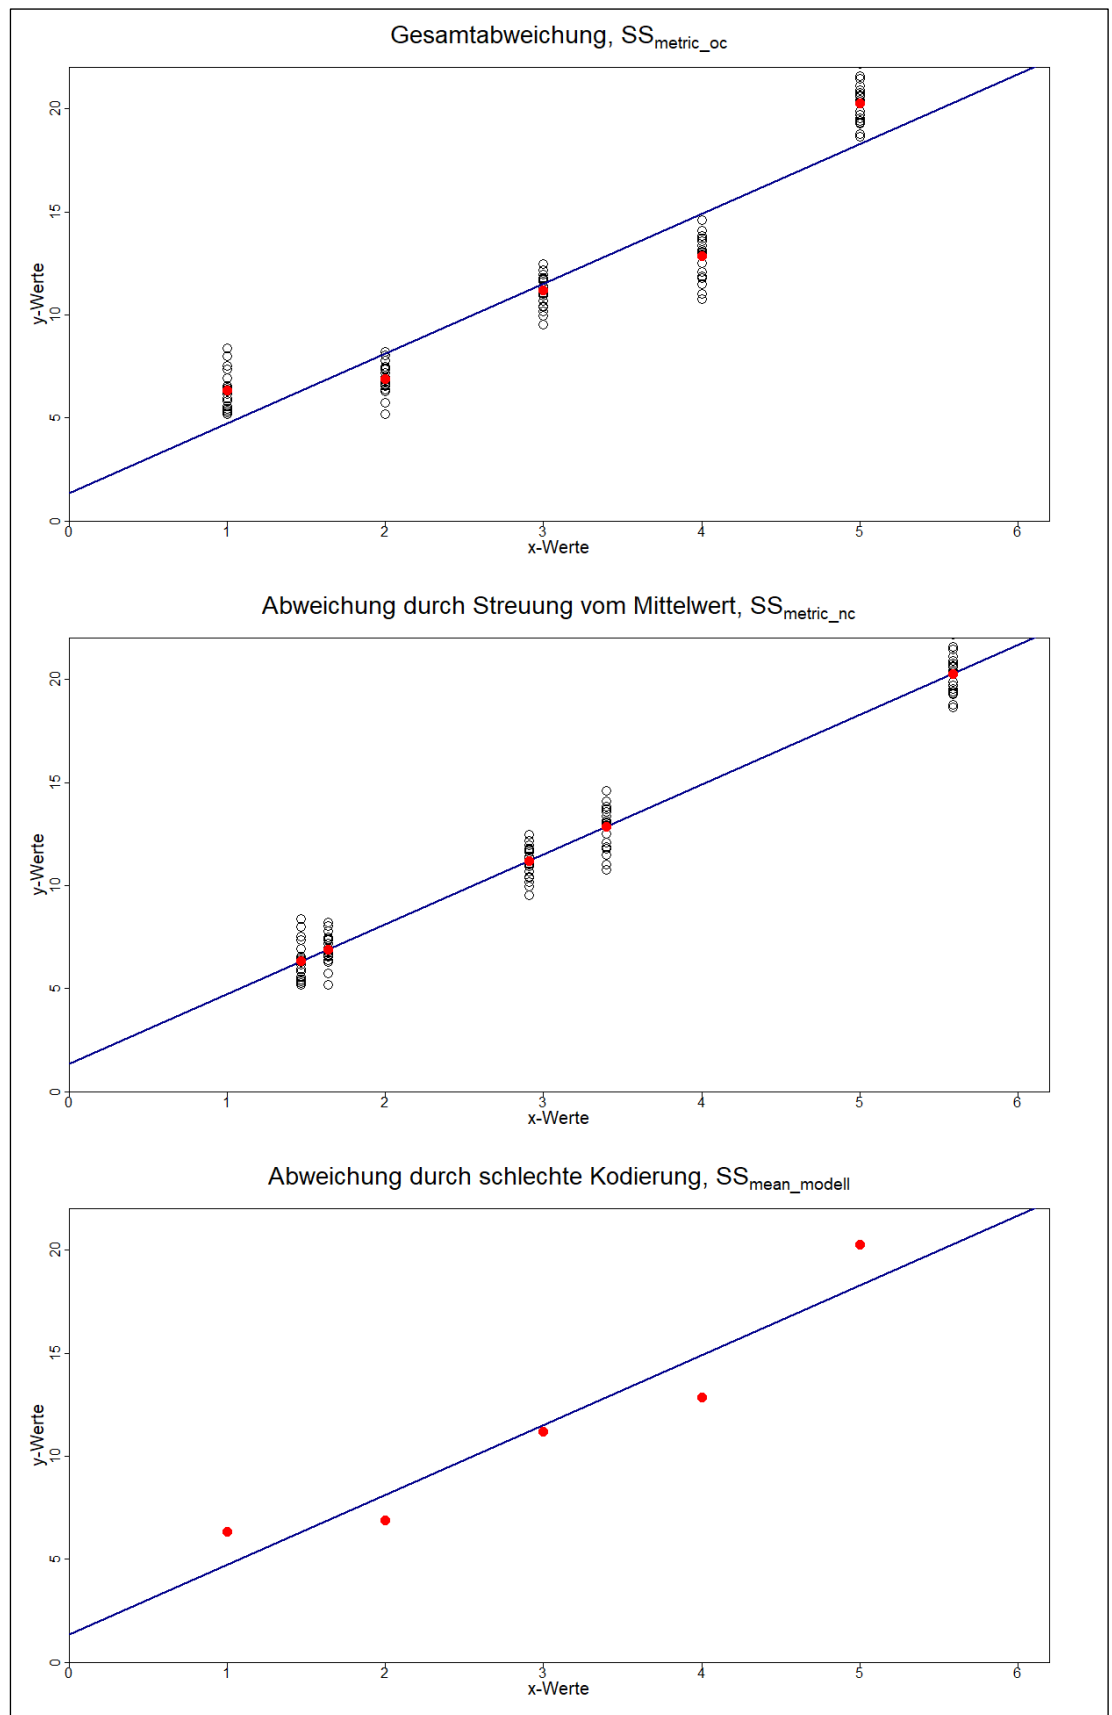 Gesamtabweichung, SSmetric_oc
20
15
10
5
0
y-Werte
0 1 2 3 4 5 6
x-Werte
Abweichung durch Streuung vom Mittelwert, SSmetric_nc
20
15
10
5
0
y-Werte
0 1 2 3 4 5 6
x-Werte
Abweichung durch schlechte Kodierung, SSmean_modell
20
15
10
5
0
y-Werte
0 1 2 3 4 5 6
x-Werte